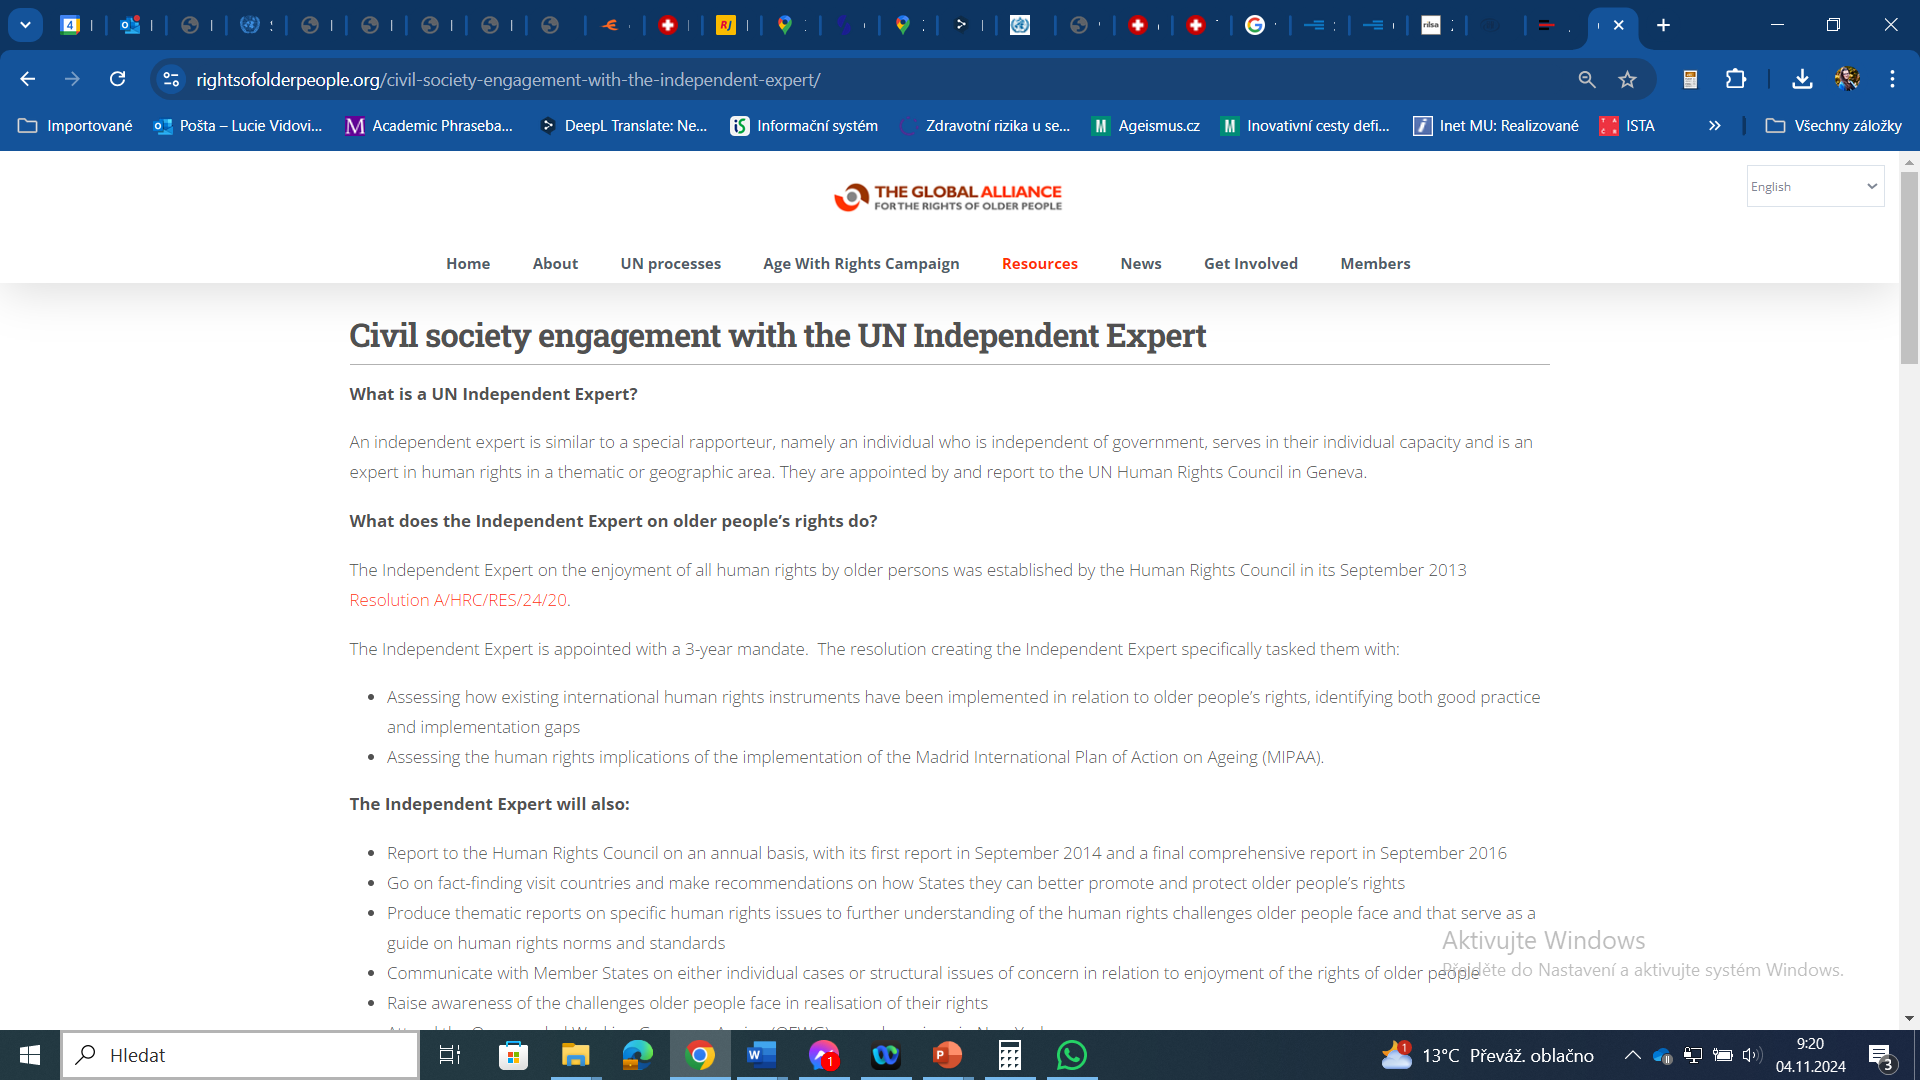 rightsofolderpeople.org/civil-society-engagement-with-the-independent-expert/
Importované
Pošta – Lucie Vidovi...
Academic Phraseba...
DeepL Translate: Ne...
Informační systém
Zdravotní rizika u se...
Ageismus.cz
Inovativní cesty defi...
Inet MU: Realizované
ISTA
Všechny záložky
THE GLOBAL ALLIANCE
FOR THE RIGHTS OF OLDER PEOPLE
English
Home
About
UN processes
Age With Rights Campaign
Resources
News
Get Involved
Members
Civil society engagement with the UN Independent Expert
What is a UN Independent Expert?
An independent expert is similar to a special rapporteur, namely an individual who is independent of government, serves in their individual capacity and is an
expert in human rights in a thematic or geographic area. They are appointed by and report to the UN Human Rights Council in Geneva.
What does the Independent Expert on older people’s rights do?
The Independent Expert on the enjoyment of all human rights by older persons was established by the Human Rights Council in its September 2013
Resolution A/HRC/RES/24/20.
The Independent Expert is appointed with a 3-year mandate.  The resolution creating the Independent Expert specifically tasked them with:
• Assessing how existing international human rights instruments have been implemented in relation to older people’s rights, identifying both good practice
and implementation gaps
• Assessing the human rights implications of the implementation of the Madrid International Plan of Action on Ageing (MIPAA).
The Independent Expert will also:
• Report to the Human Rights Council on an annual basis, with its first report in September 2014 and a final comprehensive report in September 2016
• Go on fact-finding visit countries and make recommendations on how States they can better promote and protect older people’s rights
• Produce thematic reports on specific human rights issues to further understanding of the human rights challenges older people face and that serve as a
guide on human rights norms and standards
• Communicate with Member States on either individual cases or structural issues of concern in relation to enjoyment of the rights of older people
• Raise awareness of the challenges older people face in realisation of their rights
Aktivujte Windows
Přejděte do Nastavení a aktivujte systém Windows.
Hledat
13°C Převáž. oblačno
9:20
04.11.2024